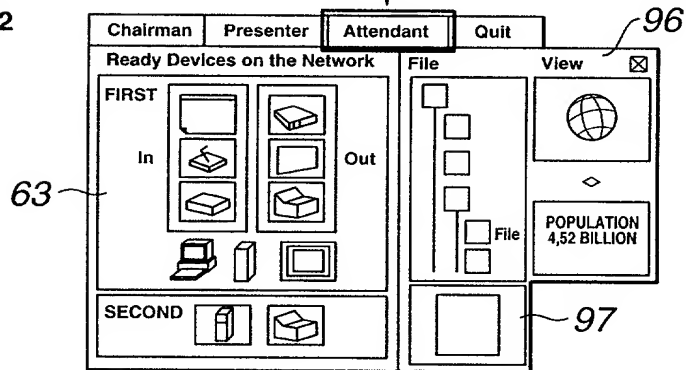 2
96
Chairman Presenter Attendant Quit
Ready Devices on the Network
File View
FIRST
In Out
63
File
POPULATION
4,52 BILLION
SECOND
97